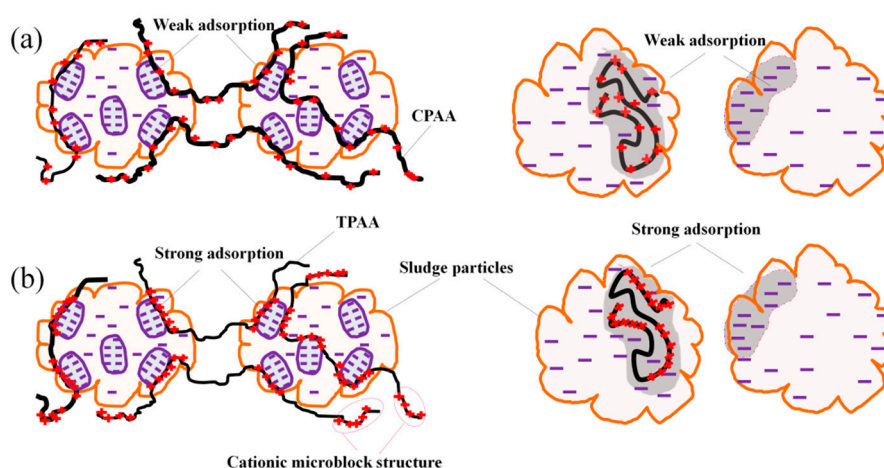 (a)
Weak adsorption
CPAA
Weak adsorption
(b)
TPAA
Strong adsorption
Sludge particles
Strong adsorption
Cationic microblock structure